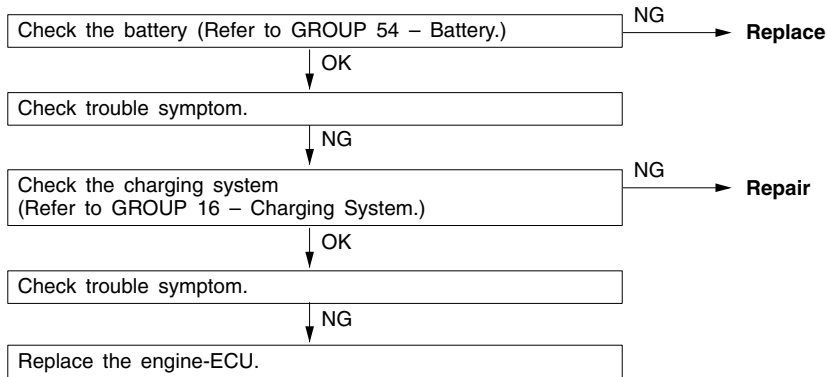 Check the battery (Refer to GROUP 54 – Battery.)
NG
Replace
OK
Check trouble symptom.
NG
Check the charging system
(Refer to GROUP 16 – Charging System.)
NG
Repair
OK
Check trouble symptom.
NG
Replace the engine-ECU.